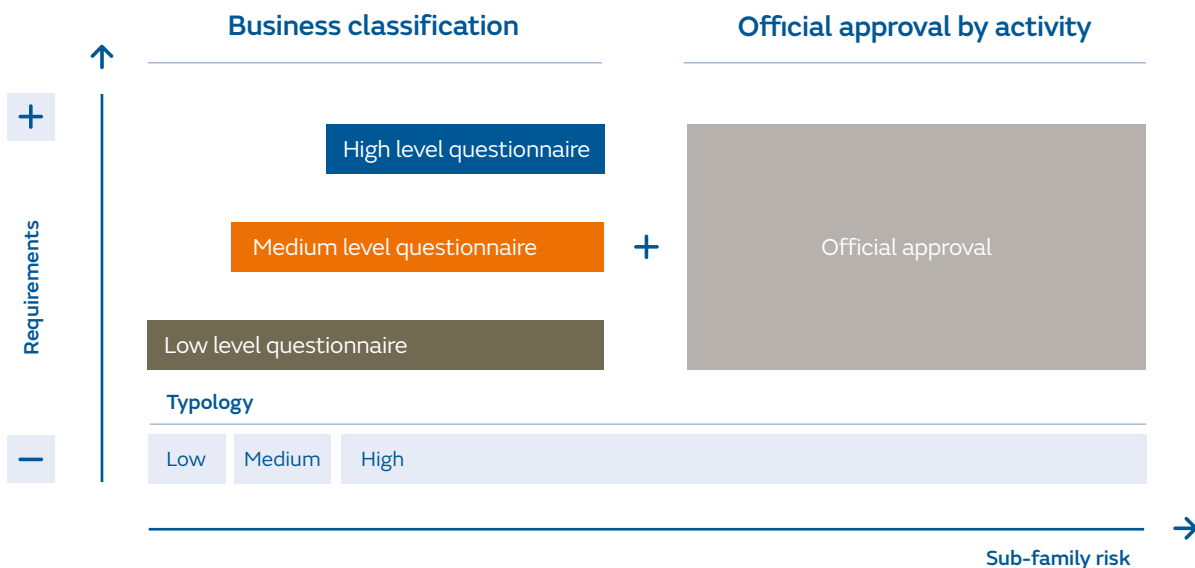 Business classification
Official approval by activity
+
Requirements
High level questionnaire
Medium level questionnaire
+
Official approval
Low level questionnaire
Typology
−
Low
Medium
High
Sub-family risk